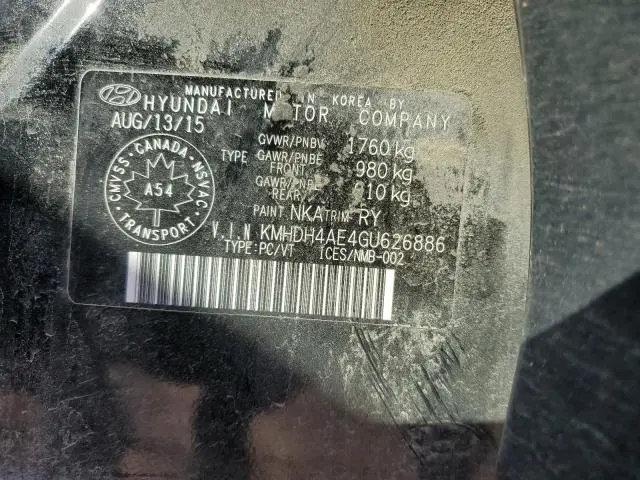 MANUFACTURED IN KOREA BY
HYUNDAI MOTOR COMPANY
AUG/13/15
GVWR/PNBV 1760 kg
TYPE GAWR/PNBE FRONT 980 kg
GAWR/PNBE REAR 910 kg
PAINT NKA TRIM RY
V.I.N KMHDH4AE4GU626886
TYPE:PC/VT ICES/NMB-002
CANADA
CMVSS NSVAC
A54
TRANSPORT